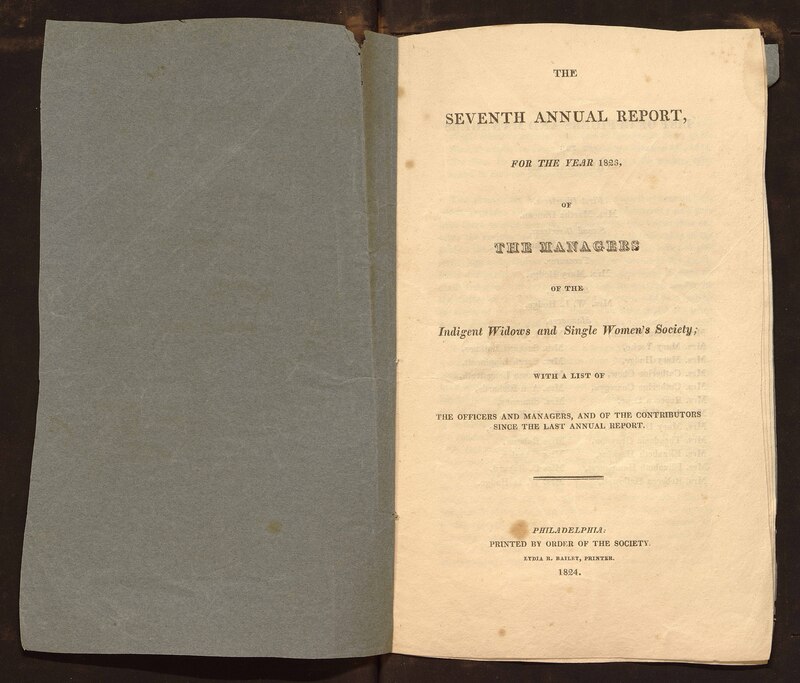 THE
SEVENTH ANNUAL REPORT,
FOR THE YEAR 1823,
OF
THE MANAGERS
OF THE
Indigent Widows and Single Women's Society;
WITH A LIST OF
THE OFFICERS AND MANAGERS, AND OF THE CONTRIBUTORS
SINCE THE LAST ANNUAL REPORT.
PHILADELPHIA:
PRINTED BY ORDER OF THE SOCIETY.
LYDIA R. BAILEY, PRINTER.
1824.